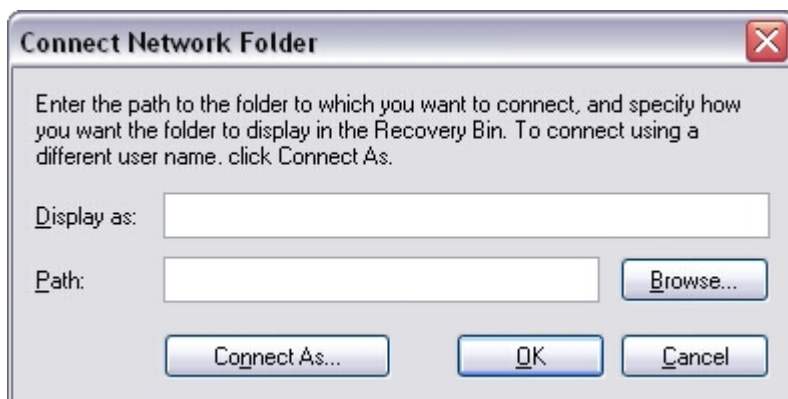 Connect Network Folder
Enter the path to the folder to which you want to connect, and specify how
you want the folder to display in the Recovery Bin. To connect using a
different user name. click Connect As.
Display as:
Path:
Browse...
Connect As...
OK
Cancel